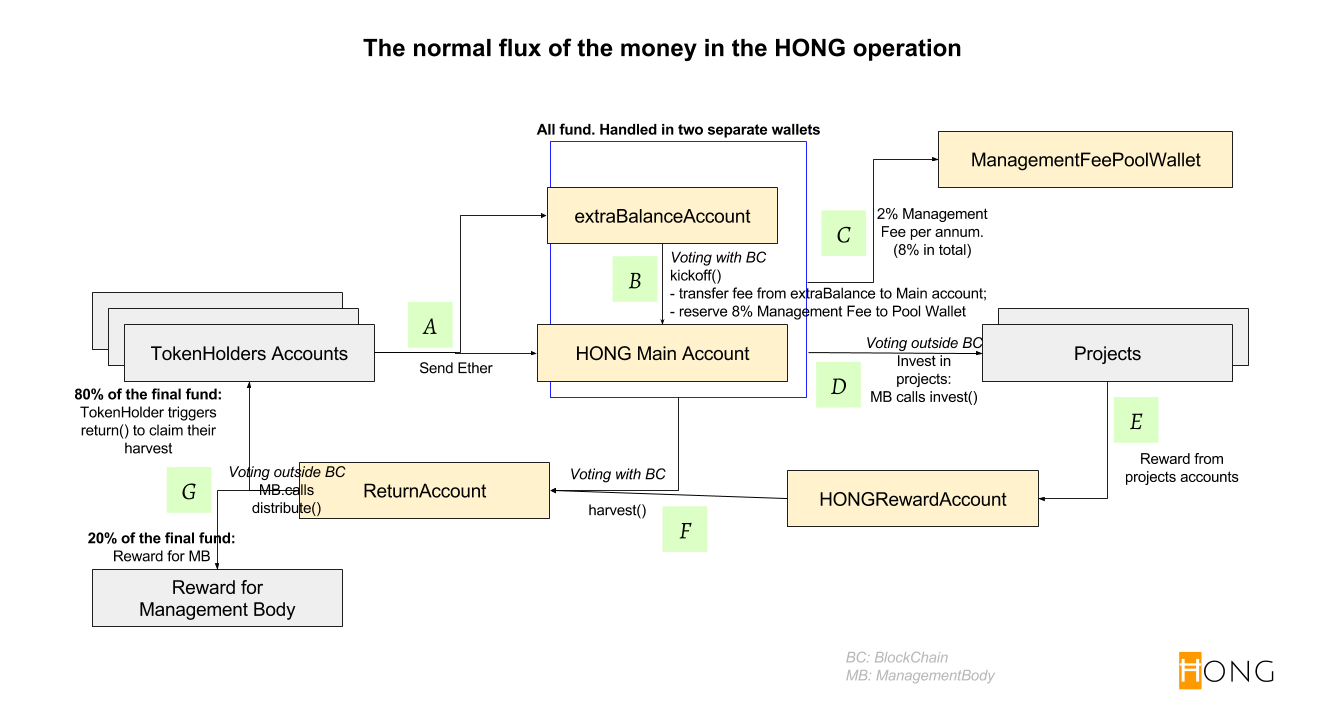 The normal flux of the money in the HONG operation
All fund. Handled in two separate wallets
ManagementFeePoolWallet
extraBalanceAccount
C
2% Management
Fee per annum.
(8% in total)
B
Voting with BC
kickoff()
- transfer fee from extraBalance to Main account;
- reserve 8% Management Fee to Pool Wallet
A
TokenHolders Accounts
Send Ether
HONG Main Account
Voting outside BC
Invest in
projects:
MB calls invest()
D
Projects
E
Reward from
projects accounts
80% of the final fund:
TokenHolder triggers
return() to claim their
harvest
G
Voting outside BC
MB calls
distribute()
ReturnAccount
Voting with BC
harvest()
F
HONGRewardAccount
20% of the final fund:
Reward for MB
Reward for
Management Body
BC: BlockChain
MB: ManagementBody
HONG